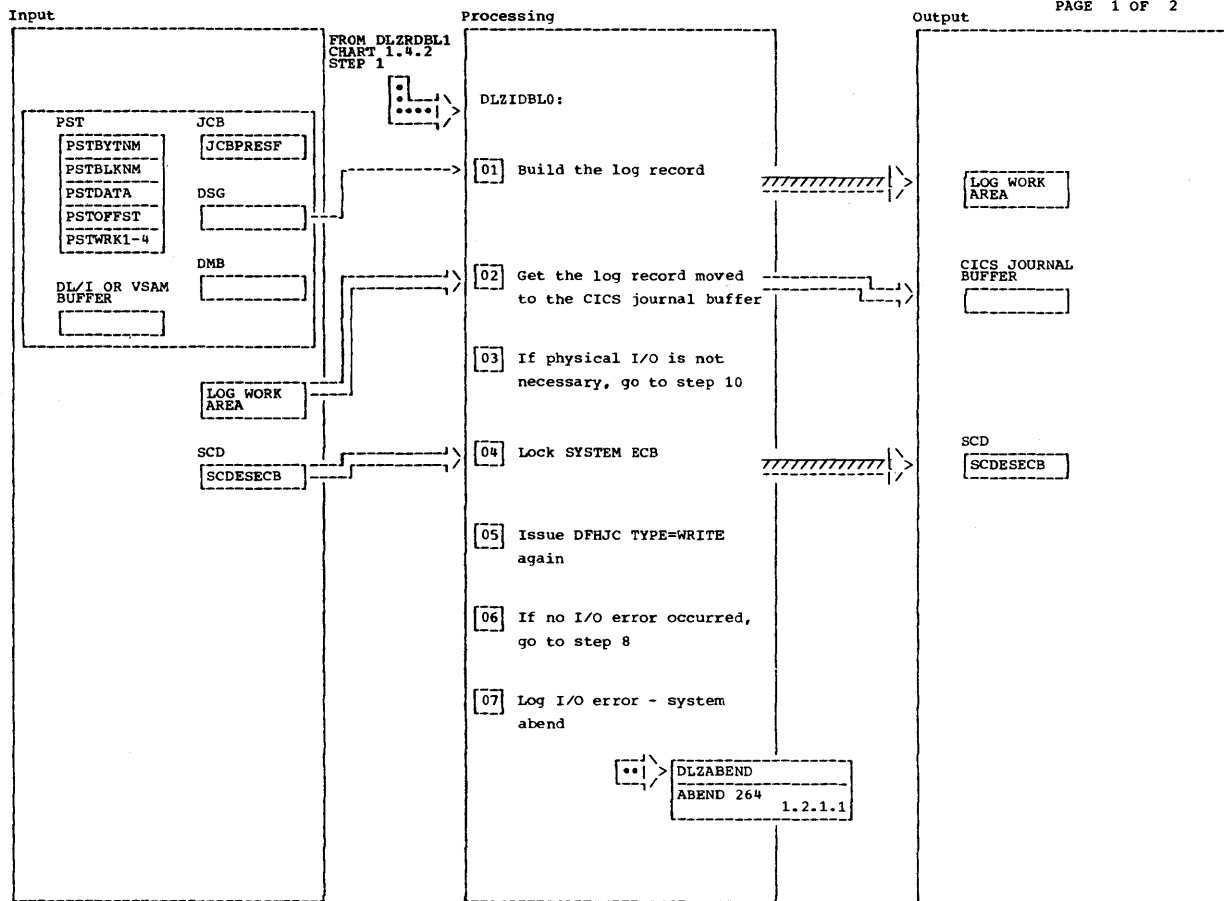 PAGE 1 OF 2
Input
Processing
Output
FROM DLZRDBL1
CHART 1.4.2
STEP 1
DLZIDBL0:
PST
PSTBYTNM
PSTBLKNM
PSTDATA
PSTOFFST
PSTWRK1-4
JCB
JCBPRESF
DSG
DMB
DL/I OR VSAM
BUFFER
01 Build the log record
LOG WORK
AREA
02 Get the log record moved
to the CICS journal buffer
CICS JOURNAL
BUFFER
03 If physical I/O is not
necessary, go to step 10
LOG WORK
AREA
SCD
SCDESECB
04 Lock SYSTEM ECB
SCD
SCDESECB
05 Issue DFHJC TYPE=WRITE
again
06 If no I/O error occurred,
go to step 8
07 Log I/O error - system
abend
DLZABEND
ABEND 264
1.2.1.1